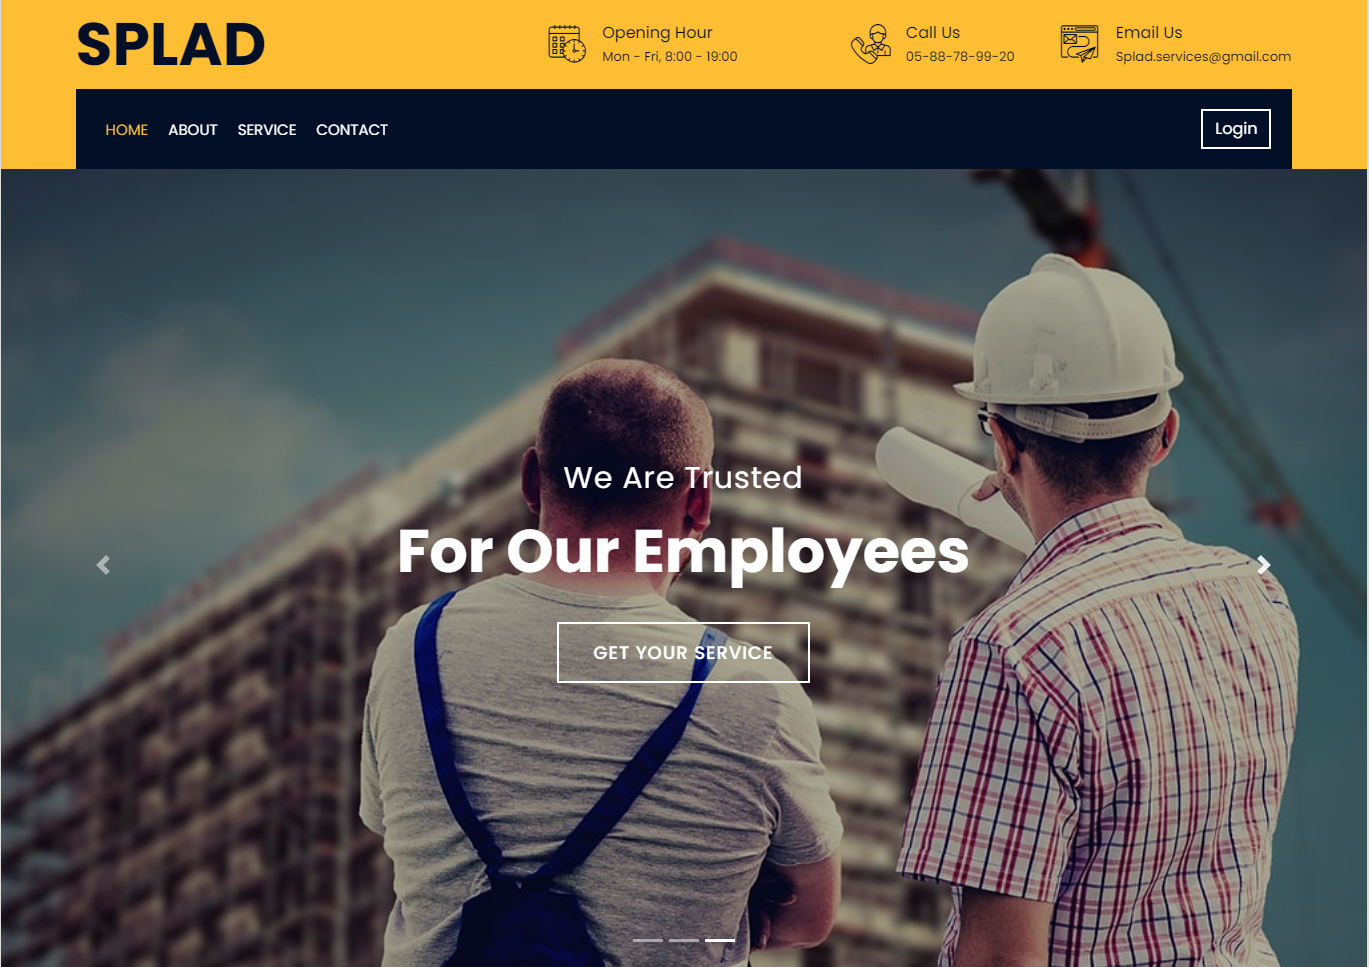 SPLAD
Opening Hour
Mon - Fri, 8:00 - 19:00
Call Us
05-88-78-99-20
Email Us
Splad.services@gmail.com
HOME ABOUT SERVICE CONTACT
Login
We Are Trusted
For Our Employees
GET YOUR SERVICE